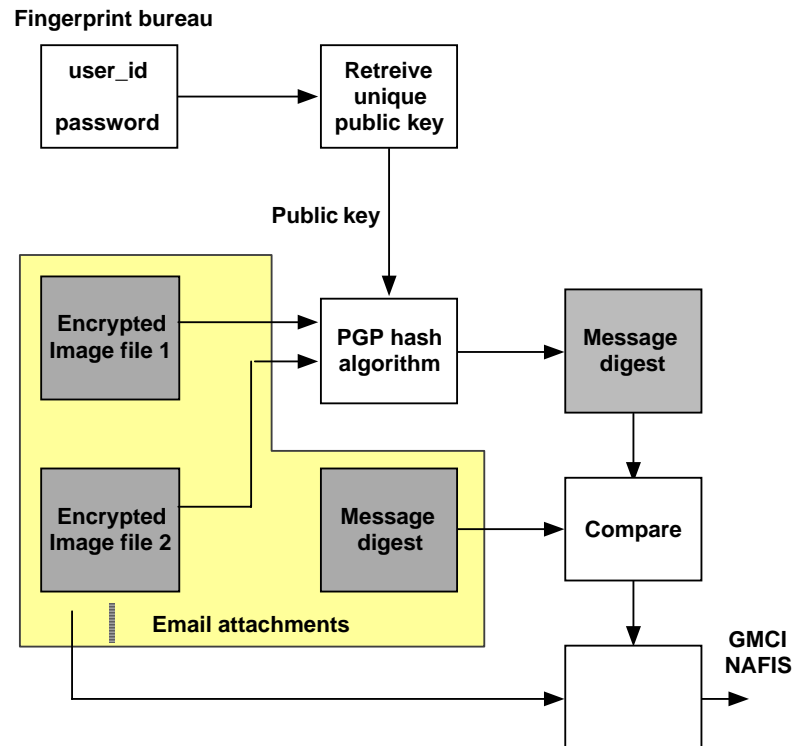 Fingerprint bureau
user_id
password
Retreive
unique
public key
Public key
Encrypted
Image file 1
PGP hash
algorithm
Message
digest
Encrypted
Image file 2
Message
digest
Compare
Email attachments
GMCI
NAFIS